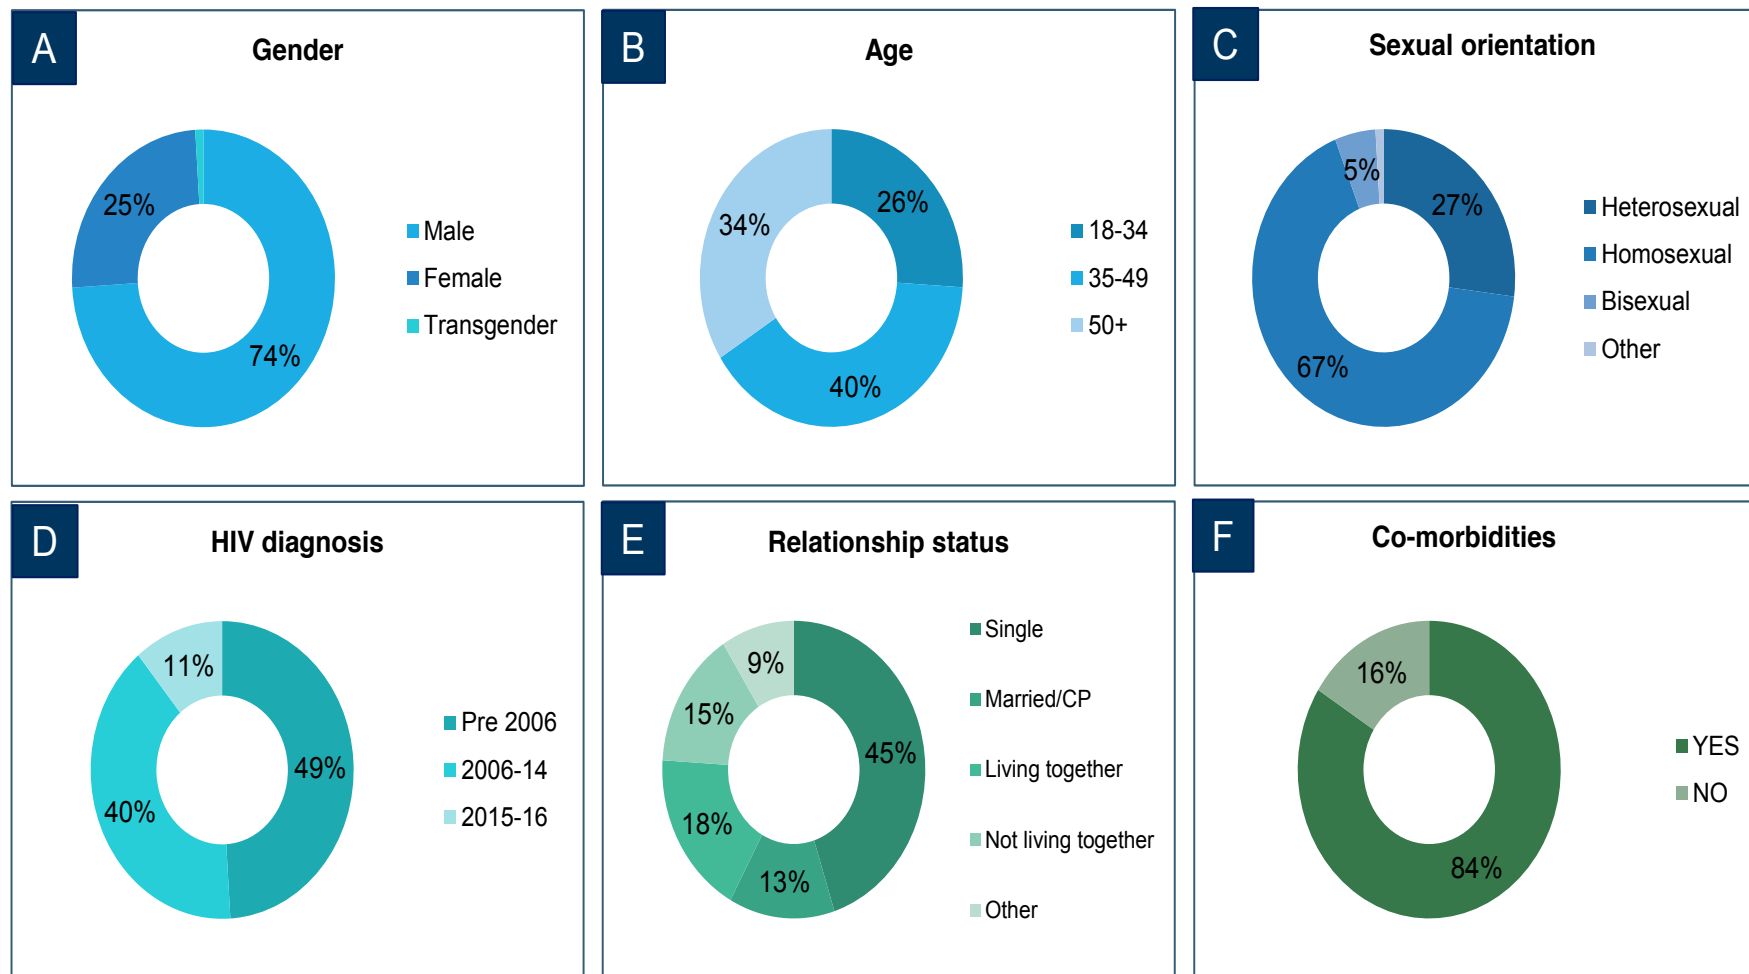 A
Gender
25%
74%
Male
Female
Transgender
B
Age
26%
34%
40%
18-34
35-49
50+
C
Sexual orientation
5%
27%
67%
Heterosexual
Homosexual
Bisexual
Other
D
HIV diagnosis
11%
49%
40%
Pre 2006
2006-14
2015-16
E
Relationship status
9%
15%
45%
18%
13%
Single
Married/CP
Living together
Not living together
Other
F
Co-morbidities
16%
84%
YES
NO